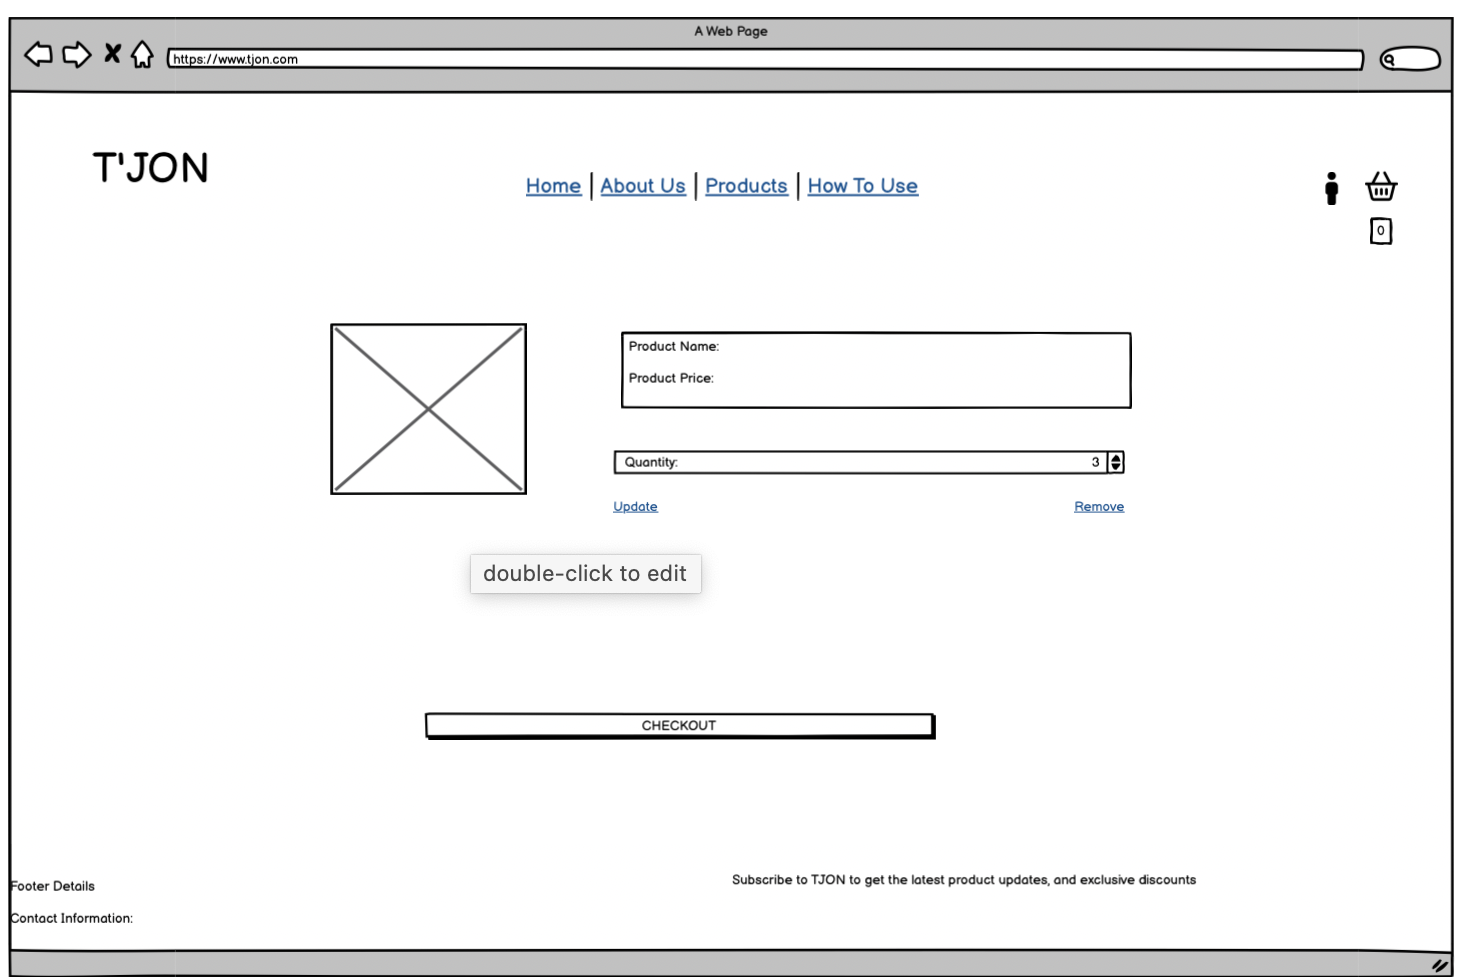 A Web Page
https://www.tjon.com
T'JON
Home | About Us | Products | How To Use
0
Product Name:
Product Price:
Quantity: 3
Update Remove
double-click to edit
CHECKOUT
Subscribe to TJON to get the latest product updates, and exclusive discounts
Footer Details
Contact Information: